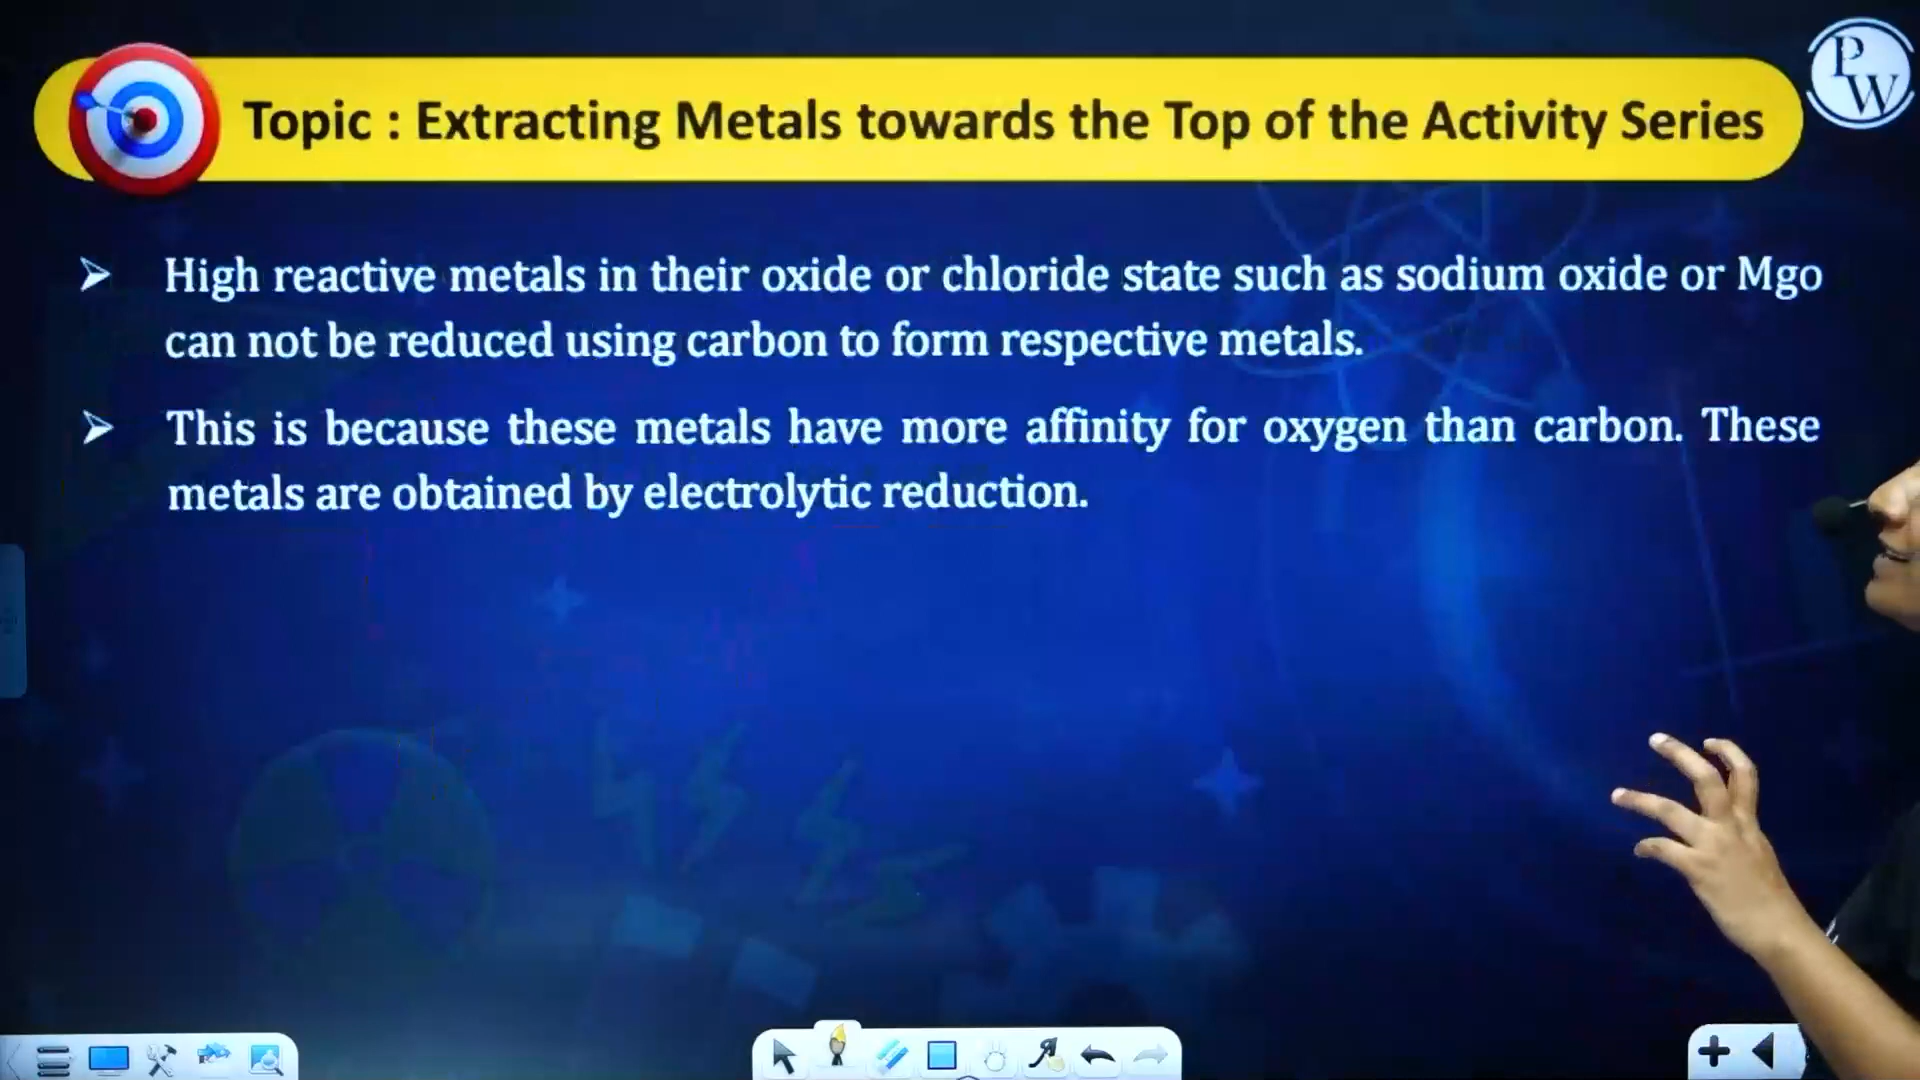 PW
Topic : Extracting Metals towards the Top of the Activity Series
High reactive metals in their oxide or chloride state such as sodium oxide or Mgo
can not be reduced using carbon to form respective metals.
This is because these metals have more affinity for oxygen than carbon. These
metals are obtained by electrolytic reduction.